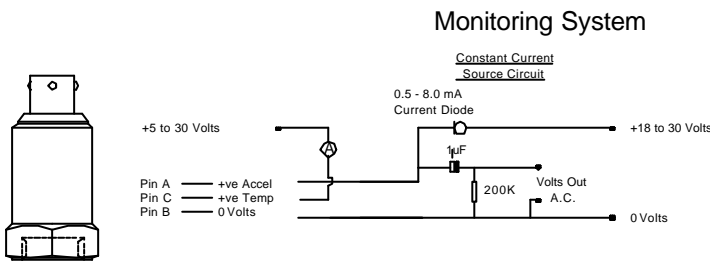 Monitoring System
Constant Current
Source Circuit
0.5 - 8.0 mA
Current Diode
+5 to 30 Volts
+18 to 30 Volts
A
1uF
Pin A +ve Accel
Pin C +ve Temp
Pin B 0 Volts
200K
Volts Out
A.C.
0 Volts